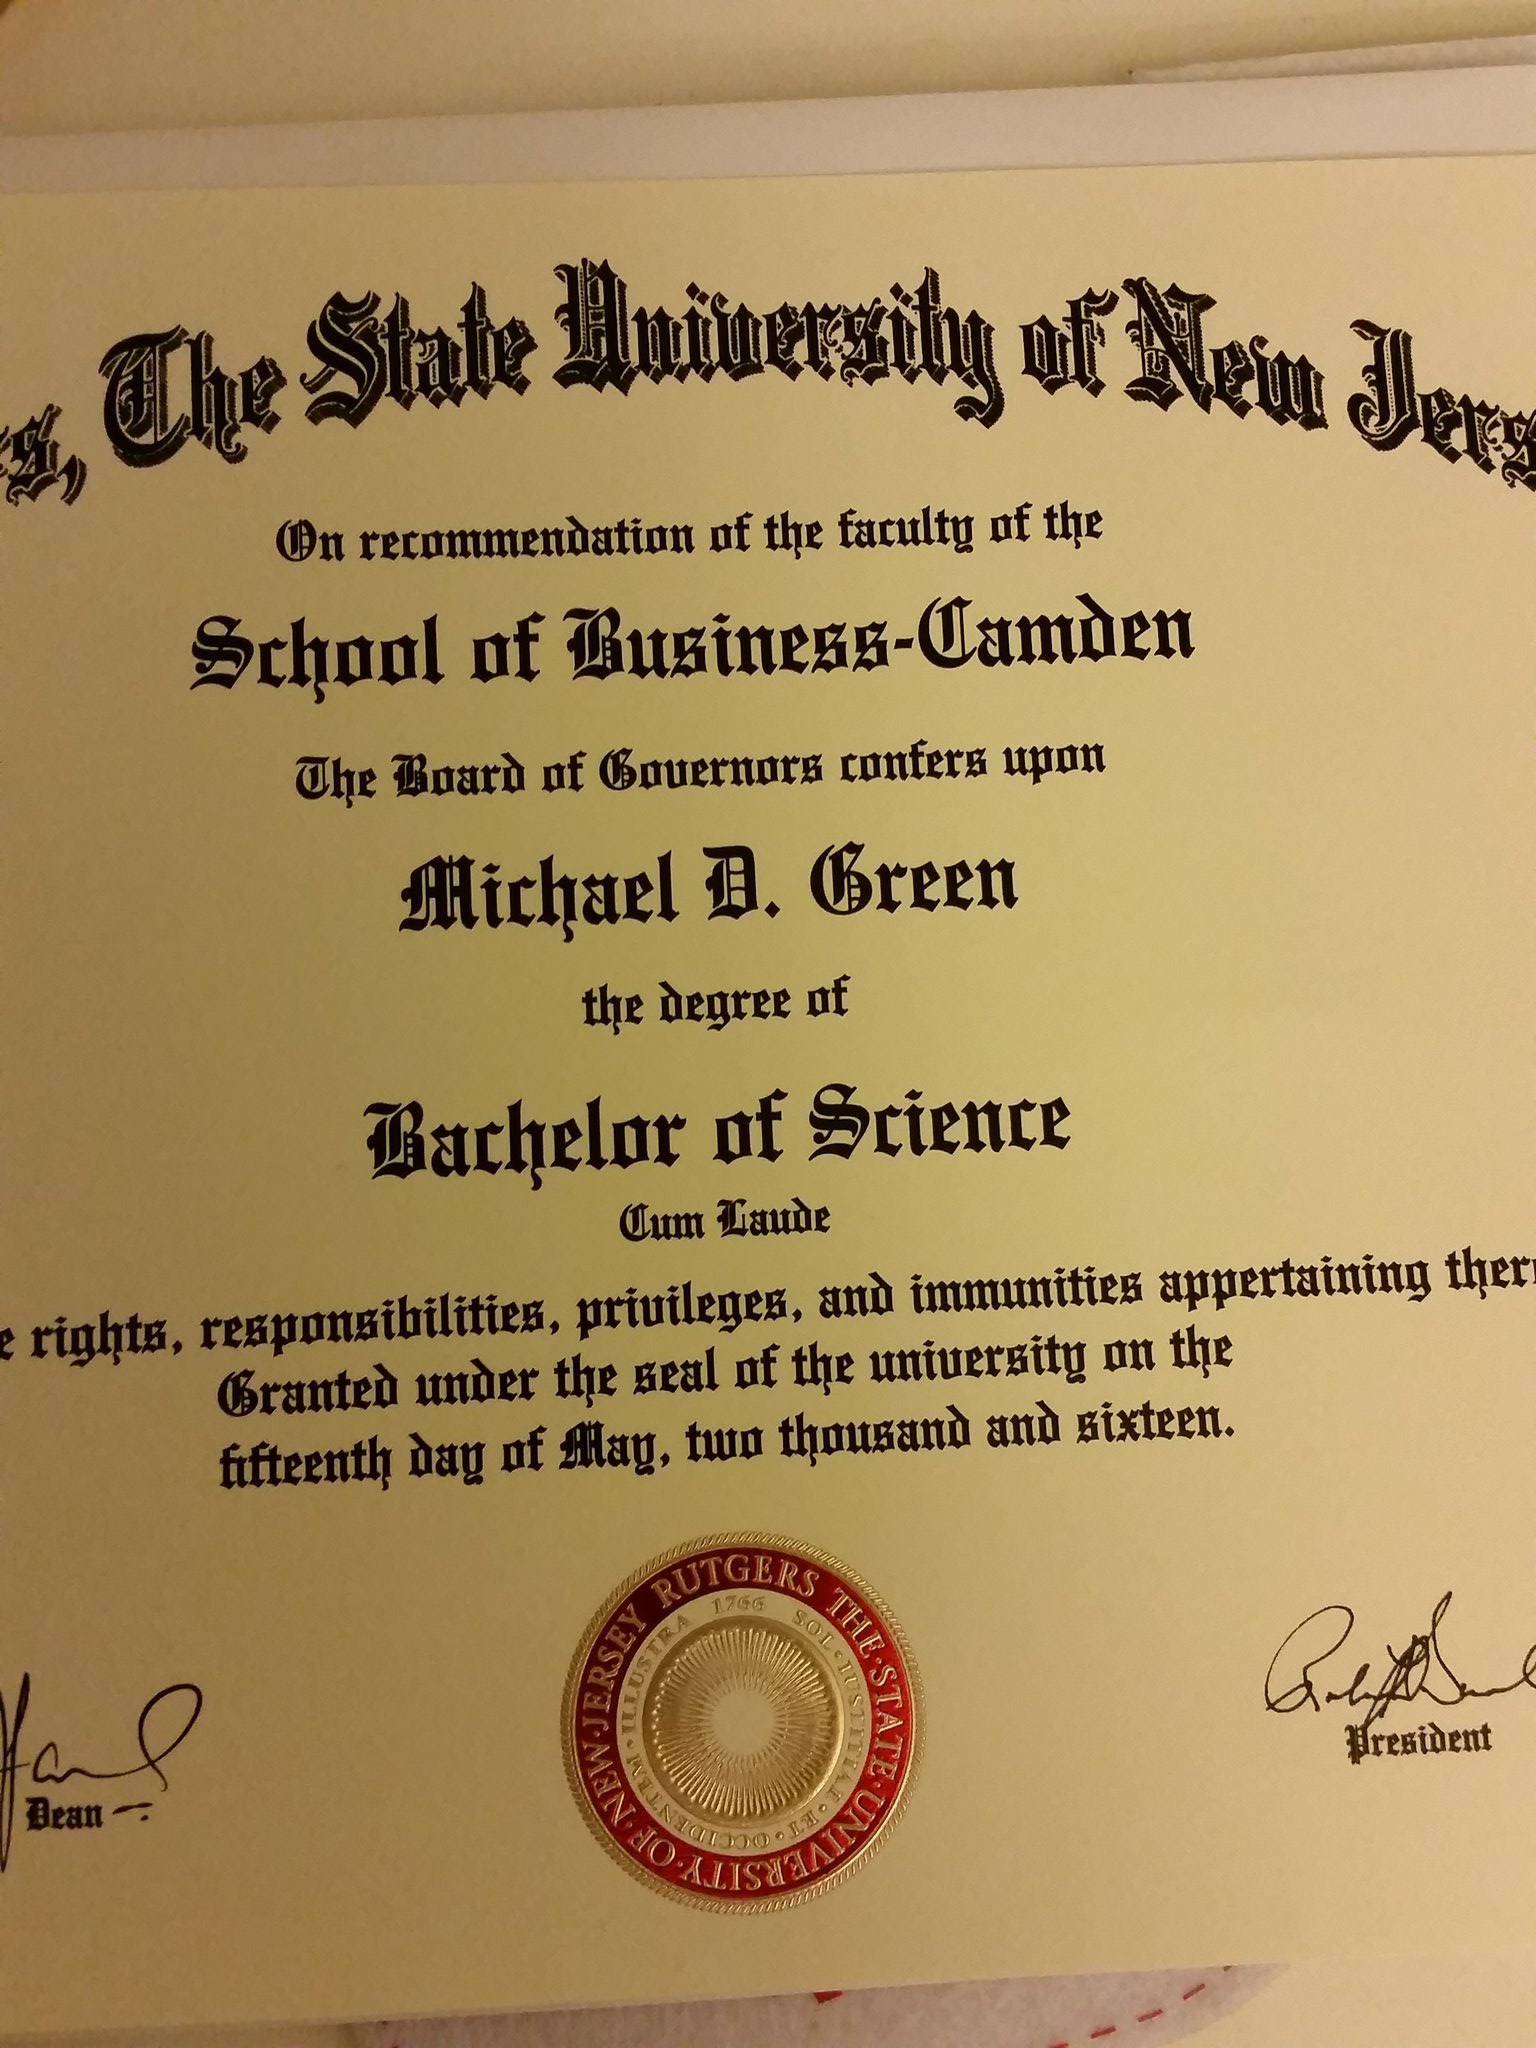 s, The State University of New Jers
On recommendation of the faculty of the
School of Business-Camden
The Board of Governors confers upon
Michael D. Green
the degree of
Bachelor of Science
Cum Laude
e rights, responsibilities, privileges, and immunities appertaining there
Granted under the seal of the university on the
fifteenth day of May, two thousand and sixteen.
RUTGERS THE·STATE·UNIVERSITY·OF·NEW·JERSEY
1766
SOL·IUSTITIAE·ET·OCCIDENTEM·ILLUSTRA
Dean
President